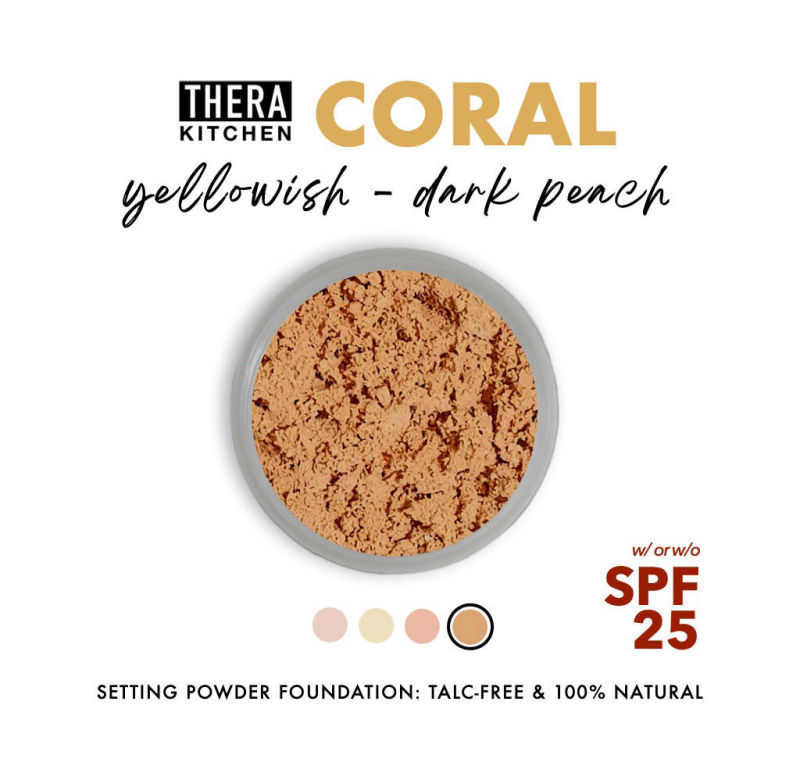 THERA
KITCHEN
CORAL
yellowish - dark peach
w/ or w/o
SPF
25
SETTING POWDER FOUNDATION: TALC-FREE & 100% NATURAL